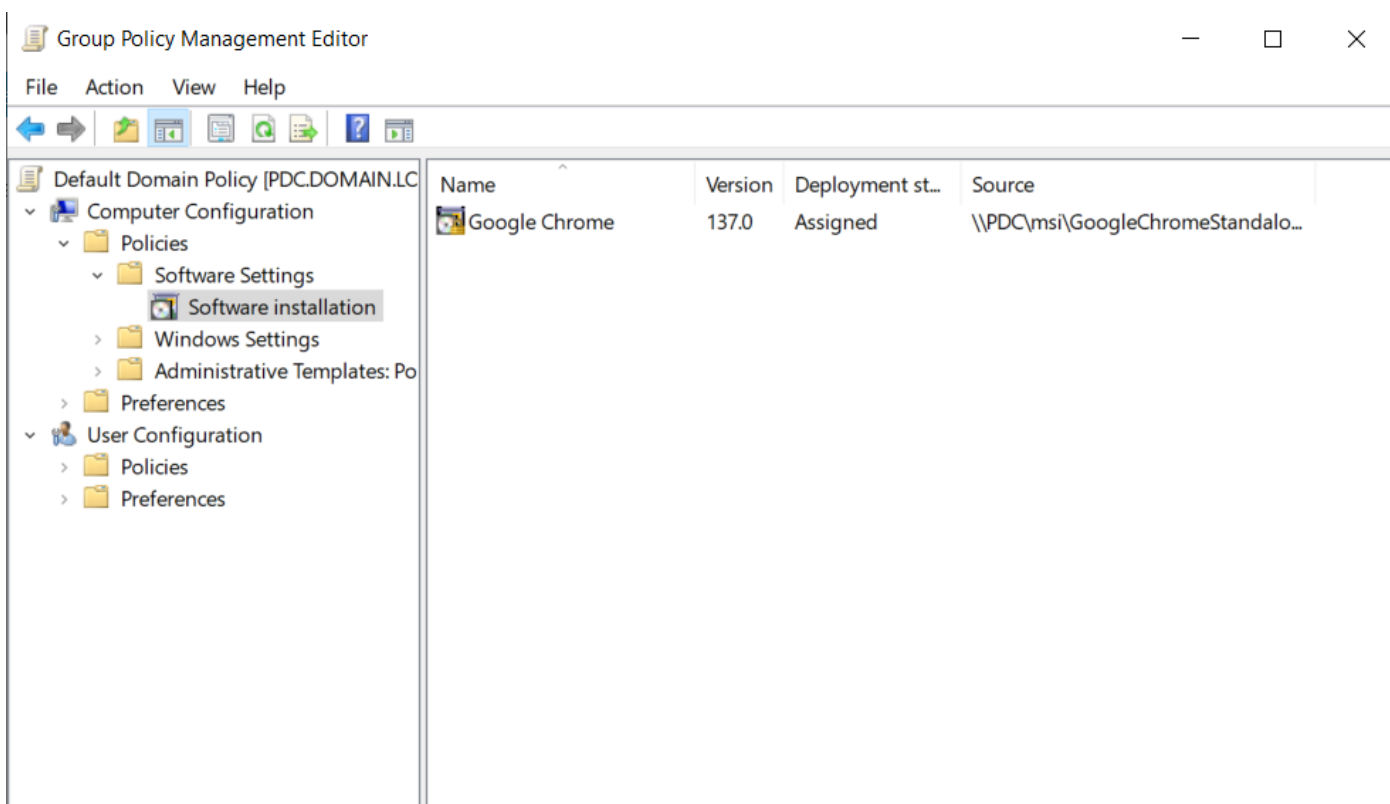 Group Policy Management Editor
File Action View Help
Default Domain Policy [PDC.DOMAIN.LC
Computer Configuration
Policies
Software Settings
Software installation
Windows Settings
Administrative Templates: Po
Preferences
User Configuration
Policies
Preferences
Name Version Deployment st... Source
Google Chrome 137.0 Assigned \\PDC\msi\GoogleChromeStandalo...